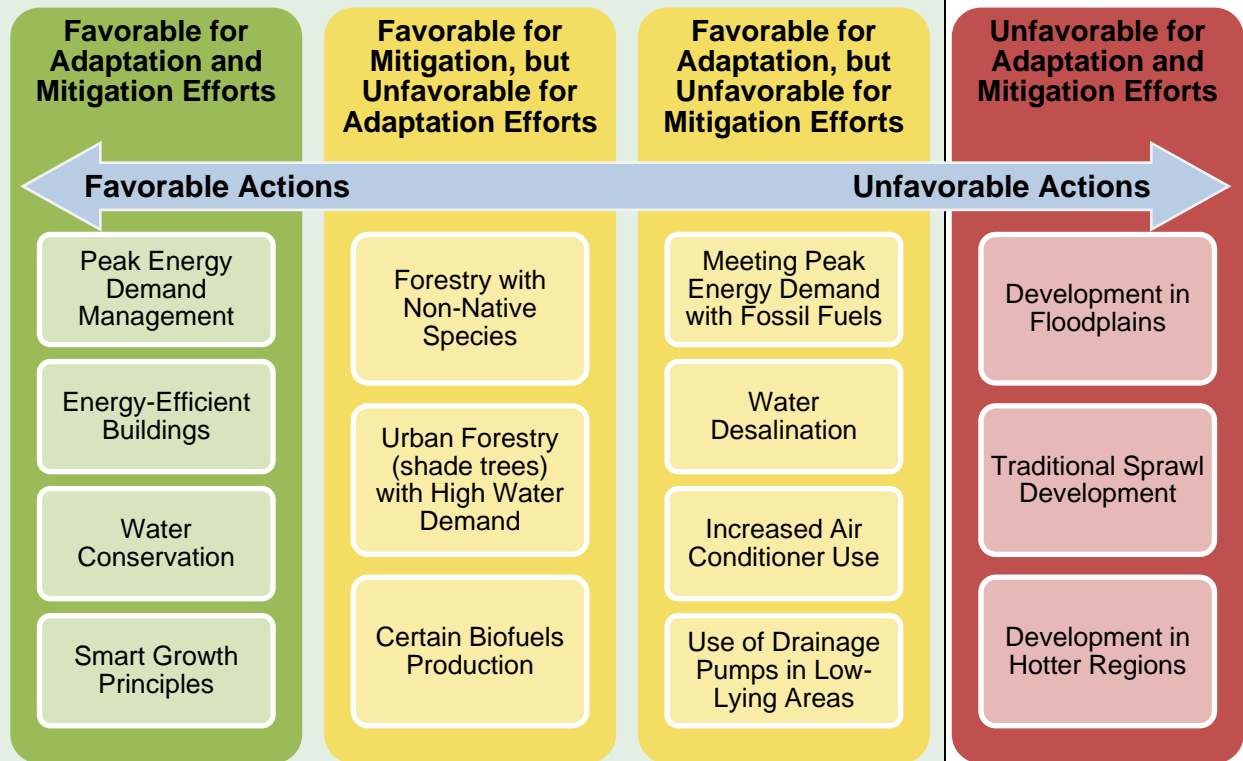 Favorable for
Adaptation and
Mitigation Efforts
Favorable for
Mitigation, but
Unfavorable for
Adaptation Efforts
Favorable for
Adaptation, but
Unfavorable for
Mitigation Efforts
Unfavorable for
Adaptation and
Mitigation Efforts
Favorable Actions
Unfavorable Actions
Peak Energy
Demand
Management
Energy-Efficient
Buildings
Water
Conservation
Smart Growth
Principles
Forestry with
Non-Native
Species
Urban Forestry
(shade trees)
with High Water
Demand
Certain Biofuels
Production
Meeting Peak
Energy Demand
with Fossil Fuels
Water
Desalination
Increased Air
Conditioner Use
Use of Drainage
Pumps in Low-
Lying Areas
Development in
Floodplains
Traditional Sprawl
Development
Development in
Hotter Regions